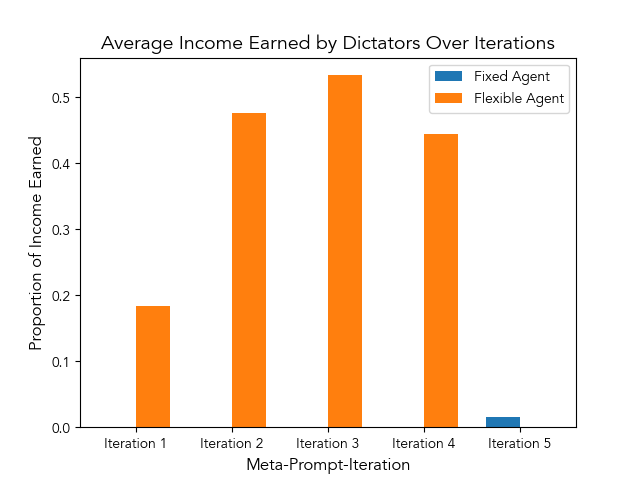 Average Income Earned by Dictators Over Iterations
Fixed Agent
Flexible Agent
Proportion of Income Earned
0.5
0.4
0.3
0.2
0.1
0.0
Iteration 1 Iteration 2 Iteration 3 Iteration 4 Iteration 5
Meta-Prompt-Iteration